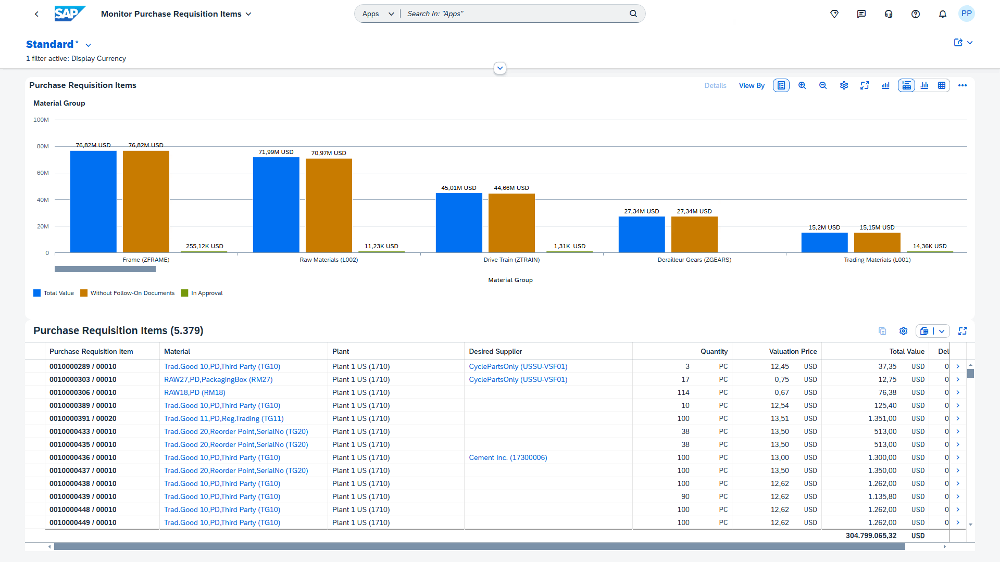 SAP
Monitor Purchase Requisition Items
Apps
Search In: "Apps"
PP
Standard *
1 filter active: Display Currency
Purchase Requisition Items
Details
View By
Material Group
100M
80M
60M
40M
20M
0
76,82M USD 76,82M USD 255,12K USD
71,99M USD 70,97M USD 11,23K USD
45,01M USD 44,66M USD 1,31K USD
27,34M USD 27,34M USD
15,2M USD 15,15M USD 14,36K USD
Frame (ZFRAME) Raw Materials (L002) Drive Train (ZTRAIN) Derailleur Gears (ZGEARS) Trading Materials (L001)
Material Group
Total Value Without Follow-On Documents In Approval
Purchase Requisition Items (5.379)
Purchase Requisition Item Material Plant Desired Supplier Quantity Valuation Price Total Value Del
0010000289 / 00010 Trad.Good 10,PD,Third Party (TG10) Plant 1 US (1710) CyclePartsOnly (USSU-VSF01) 3 PC 12,45 USD 37,35 USD 0
0010000303 / 00010 RAW27,PD,PackagingBox (RM27) Plant 1 US (1710) CyclePartsOnly (USSU-VSF01) 17 PC 0,75 USD 12,75 USD 0
0010000306 / 00010 RAW18,PD (RM18) Plant 1 US (1710) 114 PC 0,67 USD 76,38 USD 0
0010000389 / 00010 Trad.Good 10,PD,Third Party (TG10) Plant 1 US (1710) 10 PC 12,54 USD 125,40 USD 0
0010000391 / 00020 Trad.Good 11,PD,Reg.Trading (TG11) Plant 1 US (1710) 100 PC 13,51 USD 1.351,00 USD 0
0010000433 / 00010 Trad.Good 20,Reorder Point,SerialNo (TG20) Plant 1 US (1710) 38 PC 13,50 USD 513,00 USD 0
0010000435 / 00010 Trad.Good 20,Reorder Point,SerialNo (TG20) Plant 1 US (1710) 38 PC 13,50 USD 513,00 USD 0
0010000436 / 00010 Trad.Good 10,PD,Third Party (TG10) Plant 1 US (1710) Cement Inc. (17300006) 100 PC 13,00 USD 1.300,00 USD 0
0010000437 / 00010 Trad.Good 20,Reorder Point,SerialNo (TG20) Plant 1 US (1710) 100 PC 13,50 USD 1.350,00 USD 0
0010000438 / 00010 Trad.Good 10,PD,Third Party (TG10) Plant 1 US (1710) 100 PC 12,62 USD 1.262,00 USD 0
0010000439 / 00010 Trad.Good 10,PD,Third Party (TG10) Plant 1 US (1710) 90 PC 12,62 USD 1.135,80 USD 0
0010000448 / 00010 Trad.Good 10,PD,Third Party (TG10) Plant 1 US (1710) 100 PC 12,62 USD 1.262,00 USD 0
0010000449 / 00010 Trad.Good 10,PD,Third Party (TG10) Plant 1 US (1710) 100 PC 12,62 USD 1.262,00 USD 0
304.799.065,32 USD